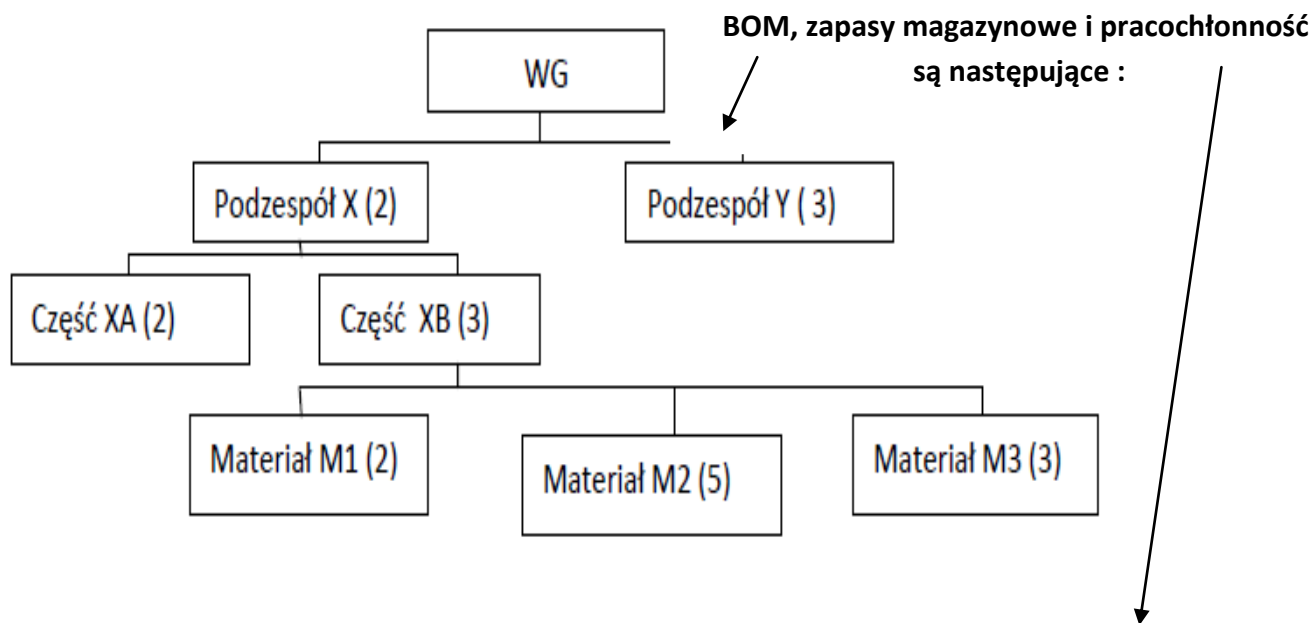 BOM, zapasy magazynowe i pracochłonność
są następujące :
WG
Podzespół X (2)
Podzespół Y ( 3)
Część XA (2)
Część XB (3)
Materiał M1 (2)
Materiał M2 (5)
Materiał M3 (3)